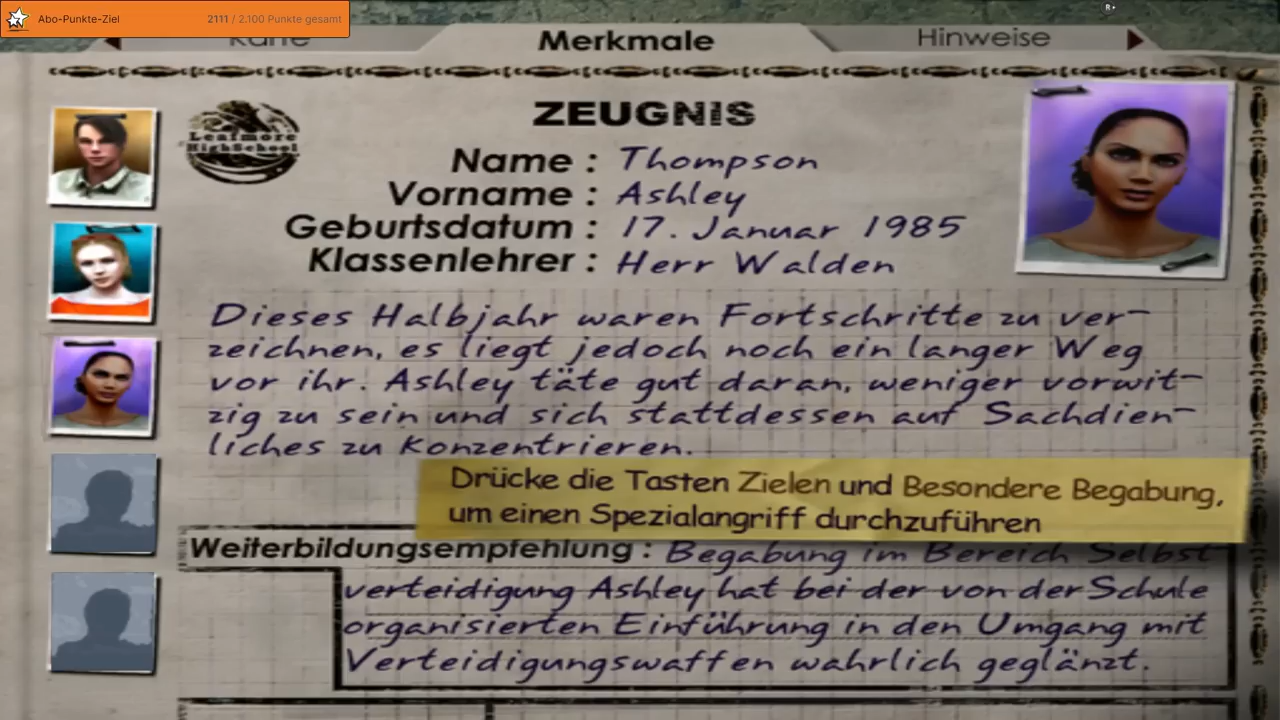 Abo-Punkte-Ziel 2111 / 2.100 Punkte gesamt
R+
Karte Merkmale Hinweise
Leafmore
HighSchool
ZEUGNIS
Name : Thompson
Vorname : Ashley
Geburtsdatum : 17. Januar 1985
Klassenlehrer : Herr Walden
Dieses Halbjahr waren Fortschritte zu ver-
zeichnen, es liegt jedoch noch ein langer Weg
vor ihr. Ashley täte gut daran, weniger vorwit-
zig zu sein und sich stattdessen auf Sachdien-
liches zu konzentrieren.
Drücke die Tasten Zielen und Besondere Begabung,
um einen Spezialangriff durchzuführen
Weiterbildungsempfehlung : Begabung im Bereich Selbst-
verteidigung Ashley hat bei der von der Schule
organisierten Einführung in den Umgang mit
Verteidigungswaffen wahrlich geglänzt.